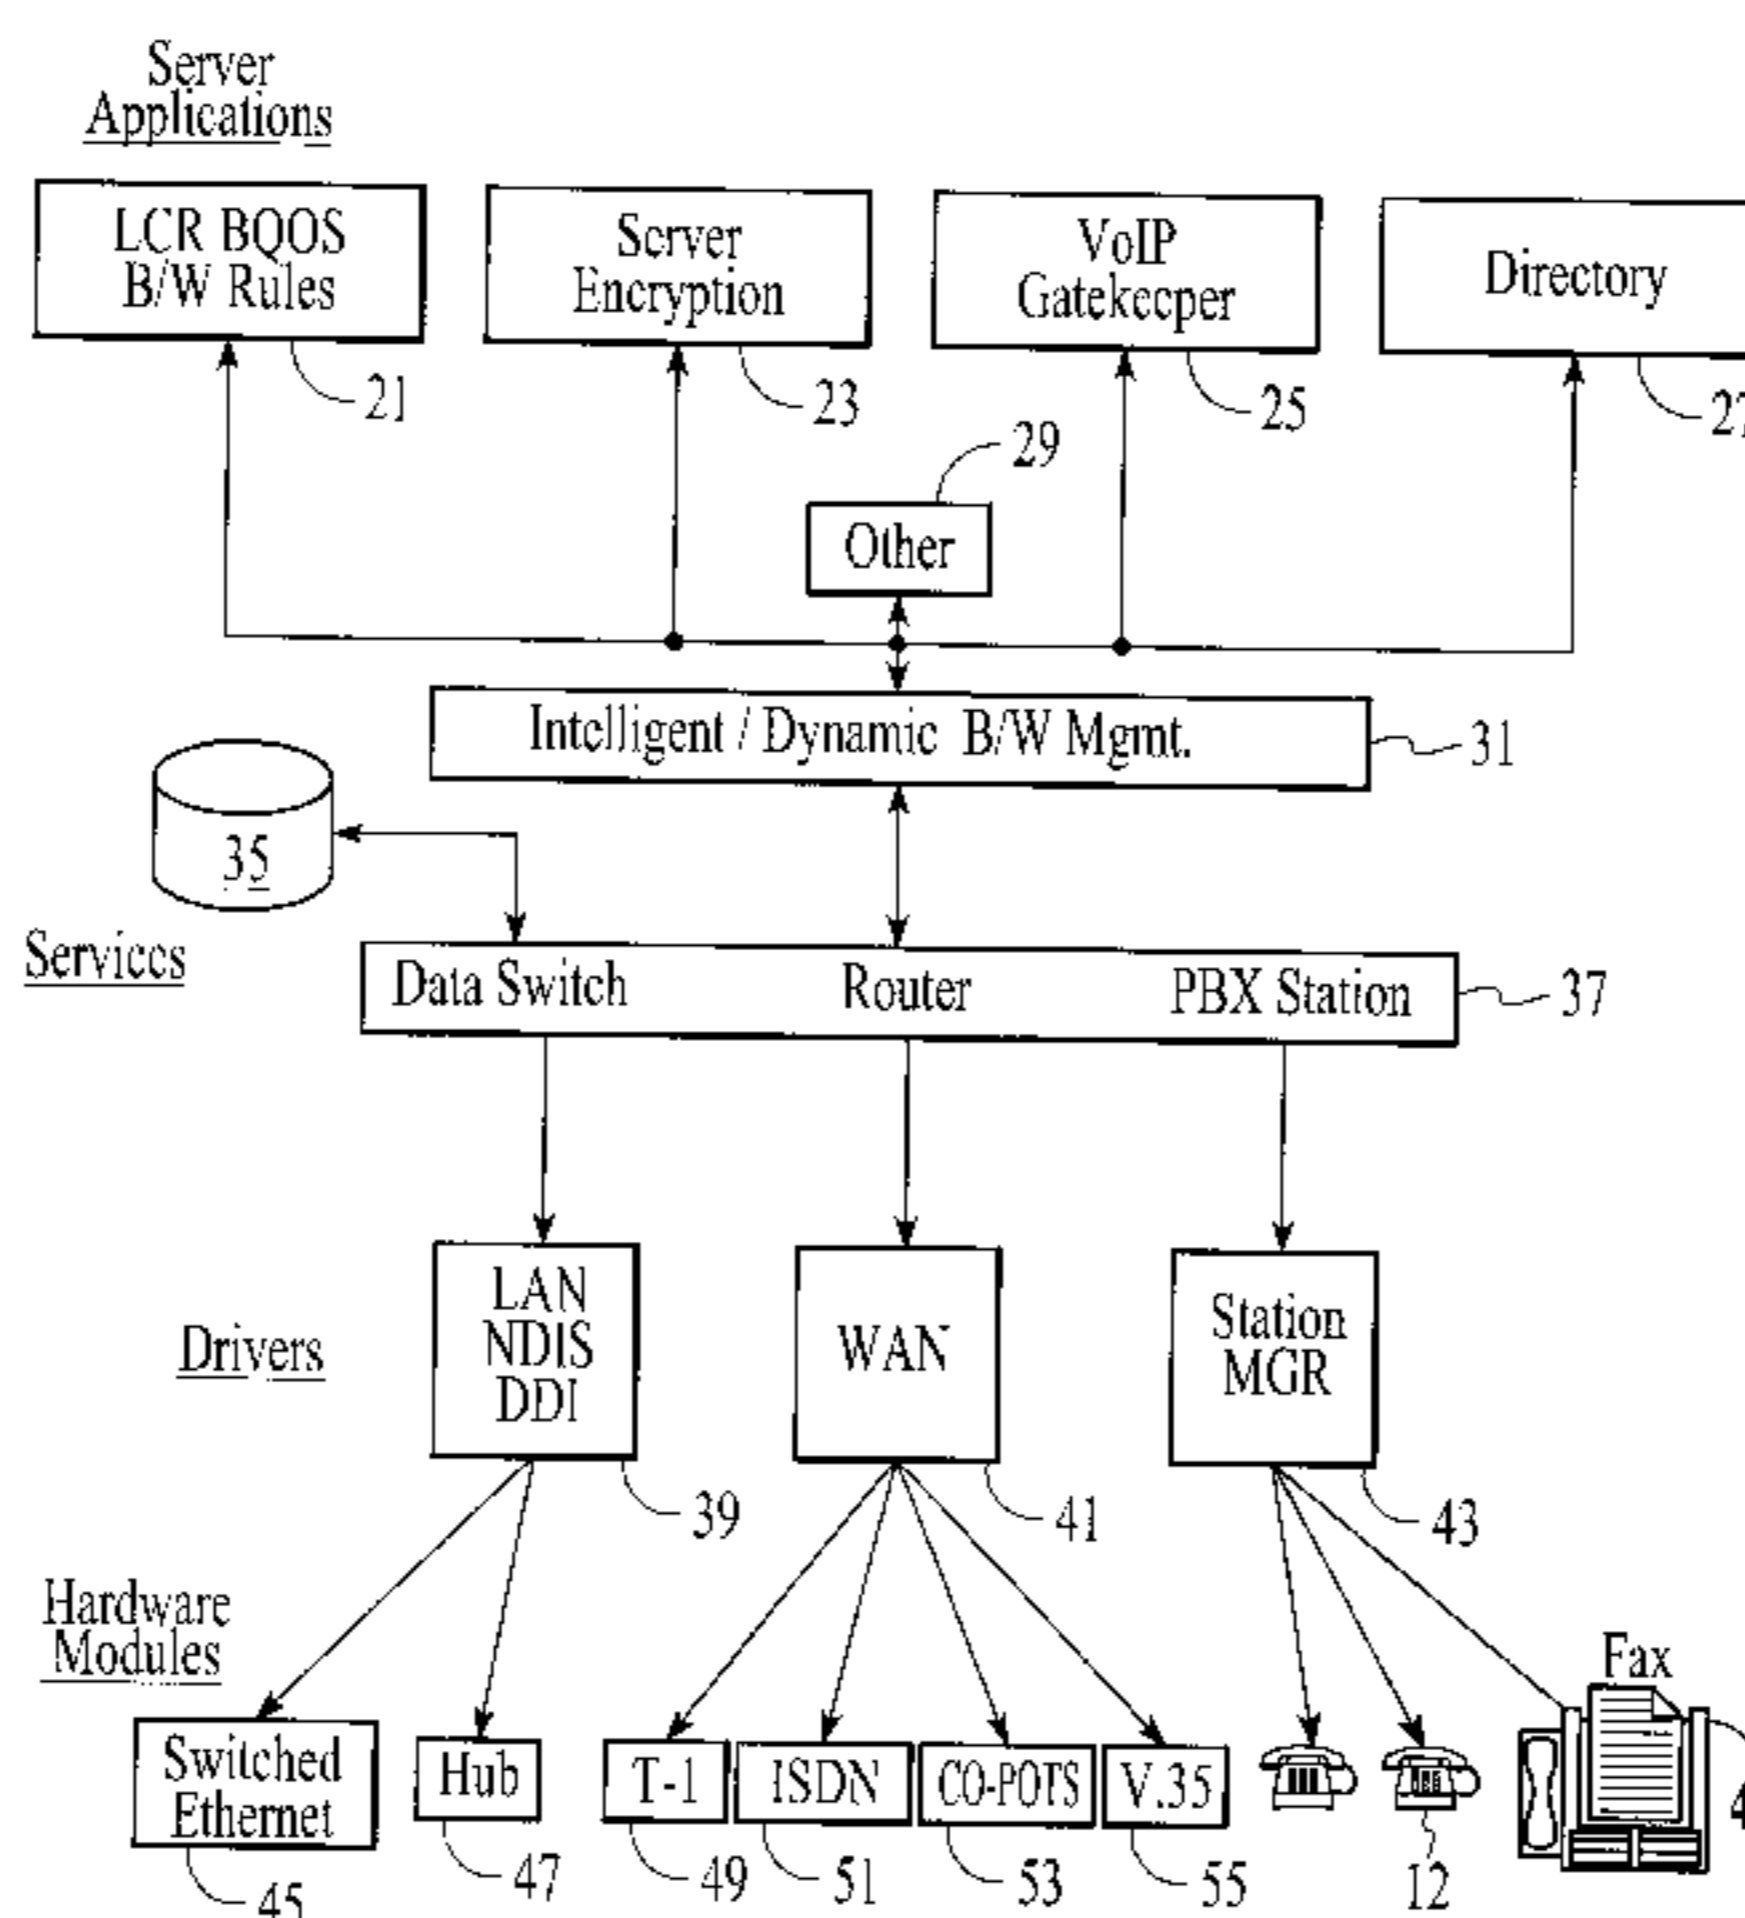 Server
Applications
LCR BQOS
B/W Rules
Server
Encryption
VoIP
Gatekeeper
Directory
21
23
25
27
29
Other
Intelligent / Dynamic B/W Mgmt.
31
35
Services
Data Switch
Router
PBX Station
37
Drivers
LAN
NDIS
DDI
WAN
Station
MGR
39
41
43
Hardware
Modules
Fax
Switched
Ethernet
Hub
T-1
ISDN
CO-POTS
V.35
45
47
49
51
53
55
12